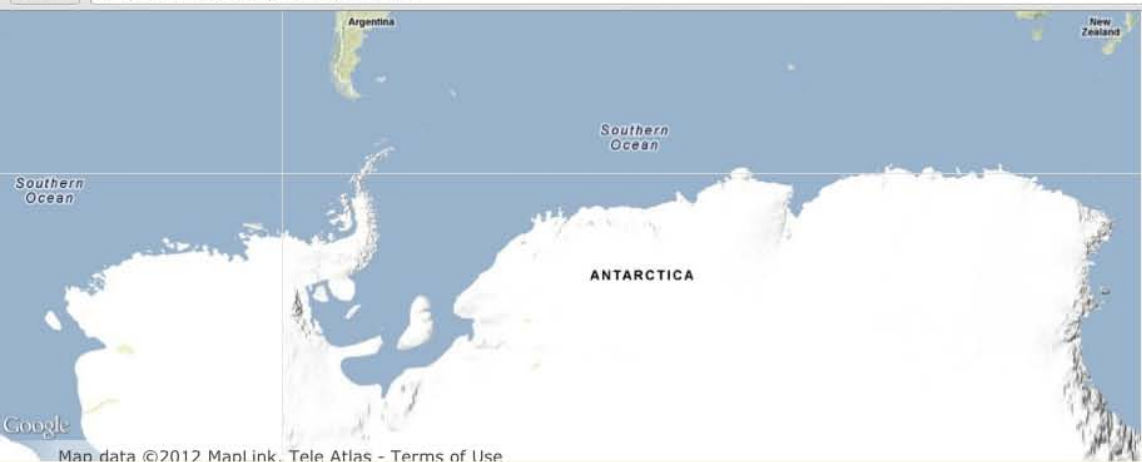 Argentina
New
Zealand
Southern
Ocean
Southern
Ocean
ANTARCTICA
Google
Map data ©2012 MapLink, Tele Atlas - Terms of Use